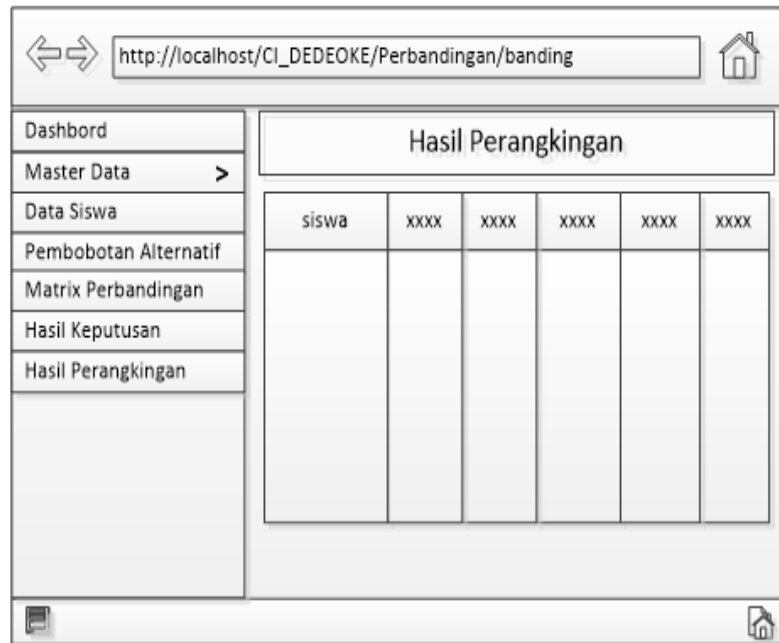 http://localhost/CI_DEDEOKE/Perbandingan/banding
Dashbord
Master Data >
Data Siswa
Pembobotan Alternatif
Matrix Perbandingan
Hasil Keputusan
Hasil Perangkingan
Hasil Perangkingan
siswa xxxx xxxx xxxx xxxx xxxx